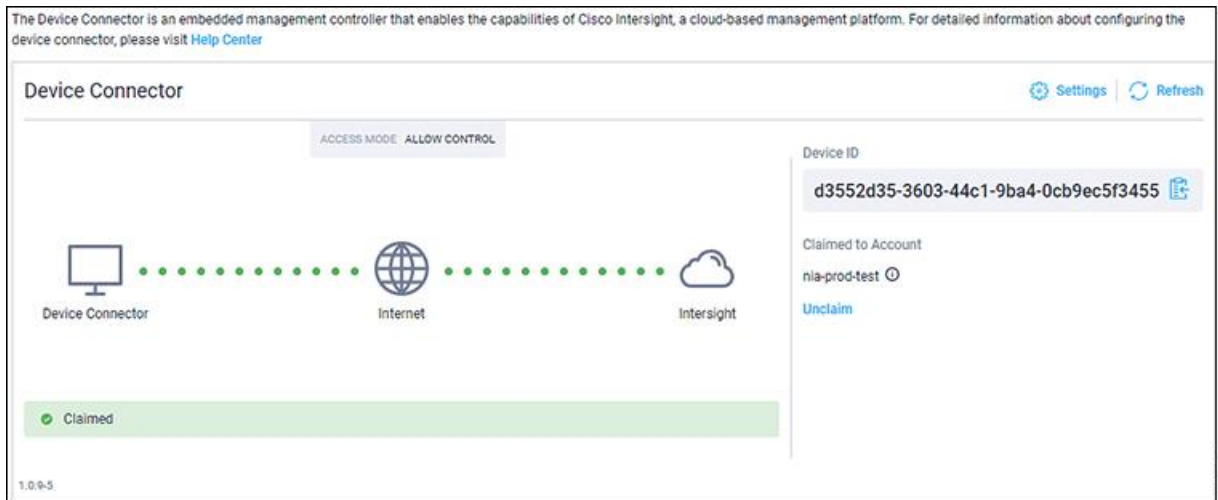 The Device Connector is an embedded management controller that enables the capabilities of Cisco Intersight, a cloud-based management platform. For detailed information about configuring the
device connector, please visit Help Center
Device Connector
Settings
Refresh
ACCESS MODE ALLOW CONTROL
Device ID
d3552d35-3603-44c1-9ba4-0cb9ec5f3455
Claimed to Account
nia-prod-test
Unclaim
Device Connector
Internet
Intersight
Claimed
1.0.9-5